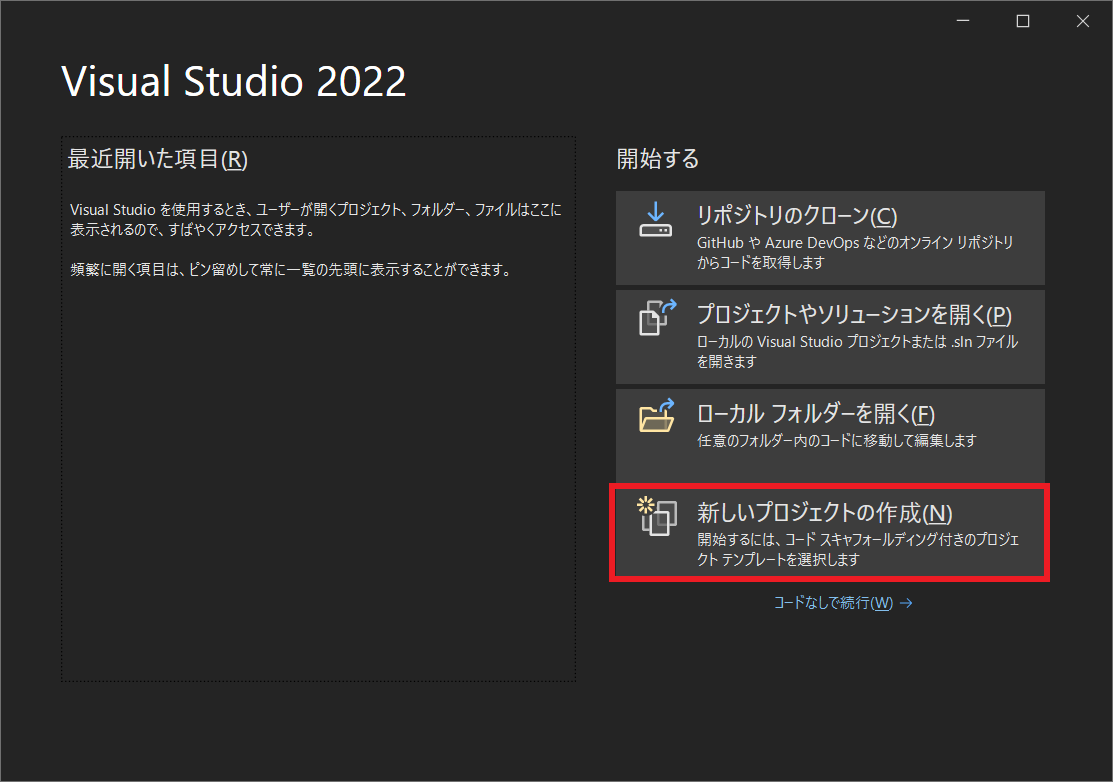 Visual Studio 2022
最近開いた項目(R)
Visual Studio を使用するとき、ユーザーが開くプロジェクト、フォルダー、ファイルはここに
表示されるので、すばやくアクセスできます。
頻繁に開く項目は、ピン留めして常に一覧の先頭に表示することができます。
開始する
リポジトリのクローン(C)
GitHub や Azure DevOps などのオンライン リポジトリ
からコードを取得します
プロジェクトやソリューションを開く(P)
ローカルの Visual Studio プロジェクトまたは .sln ファイル
を開きます
ローカル フォルダーを開く(F)
任意のフォルダー内のコードに移動して編集します
新しいプロジェクトの作成(N)
開始するには、コード スキャフォールディング付きのプロジェ
クト テンプレートを選択します
コードなしで続行(W) →